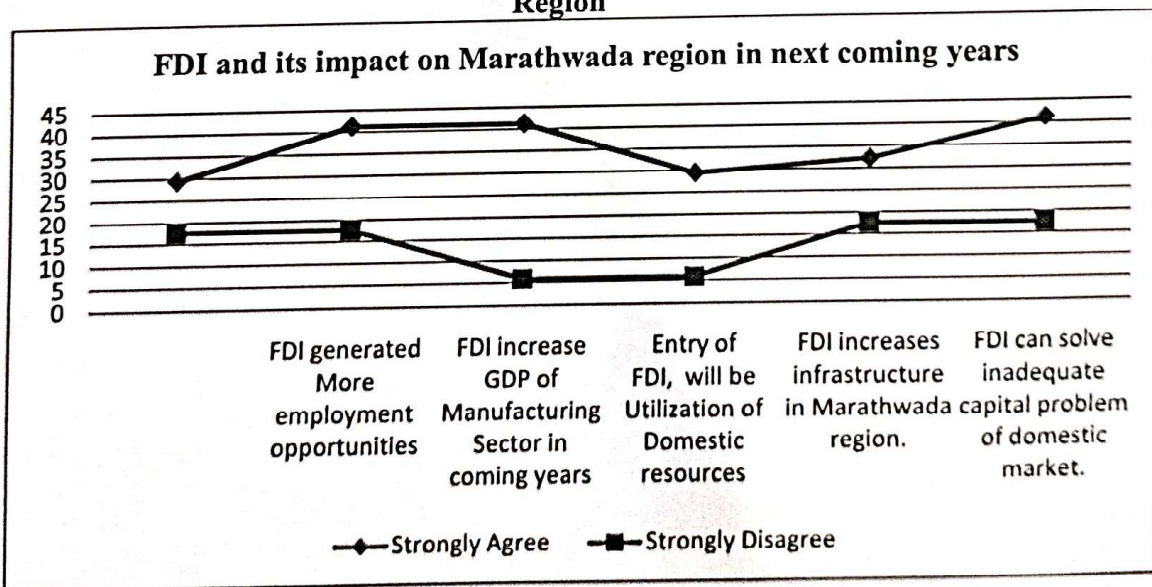 Region
FDI and its impact on Marathwada region in next coming years
45
40
35
30
25
20
15
10
5
0
FDI generated
More
employment
opportunities
FDI increase
GDP of
Manufacturing
Sector in
coming years
Entry of
FDI, will be
Utilization of
Domestic
resources
FDI increases
infrastructure
in Marathwada
region.
FDI can solve
inadequate
capital problem
of domestic
market.
Strongly Agree
Strongly Disagree